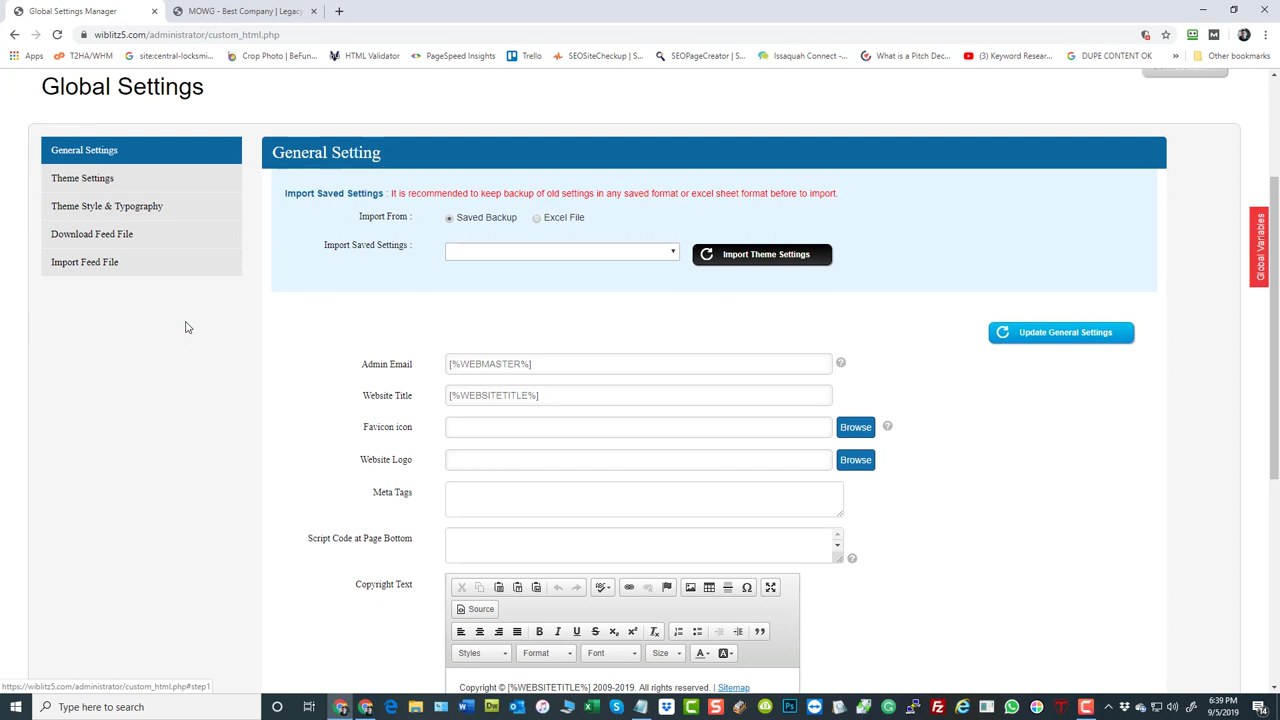 Global Settings Manager
MOWG - Best Company | Legacy
wiblitz5.com/administrator/custom_html.php
Apps
T2HA/WHM
site:central-locksmi...
Crop Photo | BeFun...
HTML Validator
PageSpeed Insights
Trello
SEOSiteCheckup | S...
SEOPageCreator | S...
Issaquah Connect -...
What is a Pitch Dec...
(3) Keyword Resear...
DUPE CONTENT OK
»
Other bookmarks
Global Settings
General Settings
Theme Settings
Theme Style & Typography
Download Feed File
Import Feed File
General Setting
Import Saved Settings : It is recommended to keep backup of old settings in any saved format or excel sheet format before to import.
Import From :
Saved Backup
Excel File
Import Saved Settings :
Import Theme Settings
Global Variables
Update General Settings
Admin Email
[%WEBMASTER%]
Website Title
[%WEBSITETITLE%]
Favicon icon
Browse
Website Logo
Browse
Meta Tags
Script Code at Page Bottom
Copyright Text
Source
Styles
Format
Font
Size
Copyright © [%WEBSITETITLE%] 2009-2019. All rights reserved. | Sitemap
https://wiblitz5.com/administrator/custom_html.php#step1
Type here to search
6:39 PM
9/5/2019
14